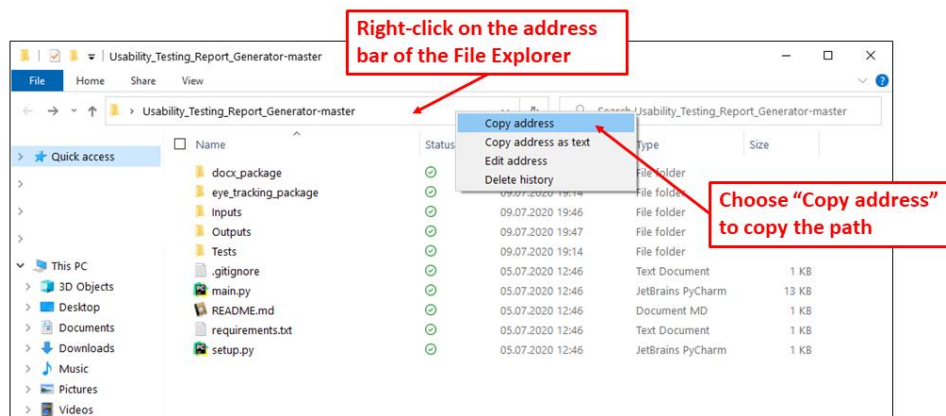 Right-click on the address
bar of the File Explorer
Usability_Testing_Report_Generator-master
File Home Share View
Usability_Testing_Report_Generator-master
Search Usability_Testing_Report_Generator-master
Copy address
Copy address as text
Edit address
Delete history
Choose “Copy address”
to copy the path
Name Status Type Size
Quick access
docx_package File folder
eye_tracking_package 09.07.2020 19:14 File folder
Inputs 09.07.2020 19:46 File folder
Outputs 09.07.2020 19:47 File folder
Tests 09.07.2020 19:14 File folder
This PC
.gitignore 05.07.2020 12:46 Text Document 1 KB
3D Objects
main.py 05.07.2020 12:46 JetBrains PyCharm 13 KB
Desktop
README.md 05.07.2020 12:46 Document MD 1 KB
Documents
requirements.txt 05.07.2020 12:46 Text Document 1 KB
Downloads
setup.py 05.07.2020 12:46 JetBrains PyCharm 1 KB
Music
Pictures
Videos